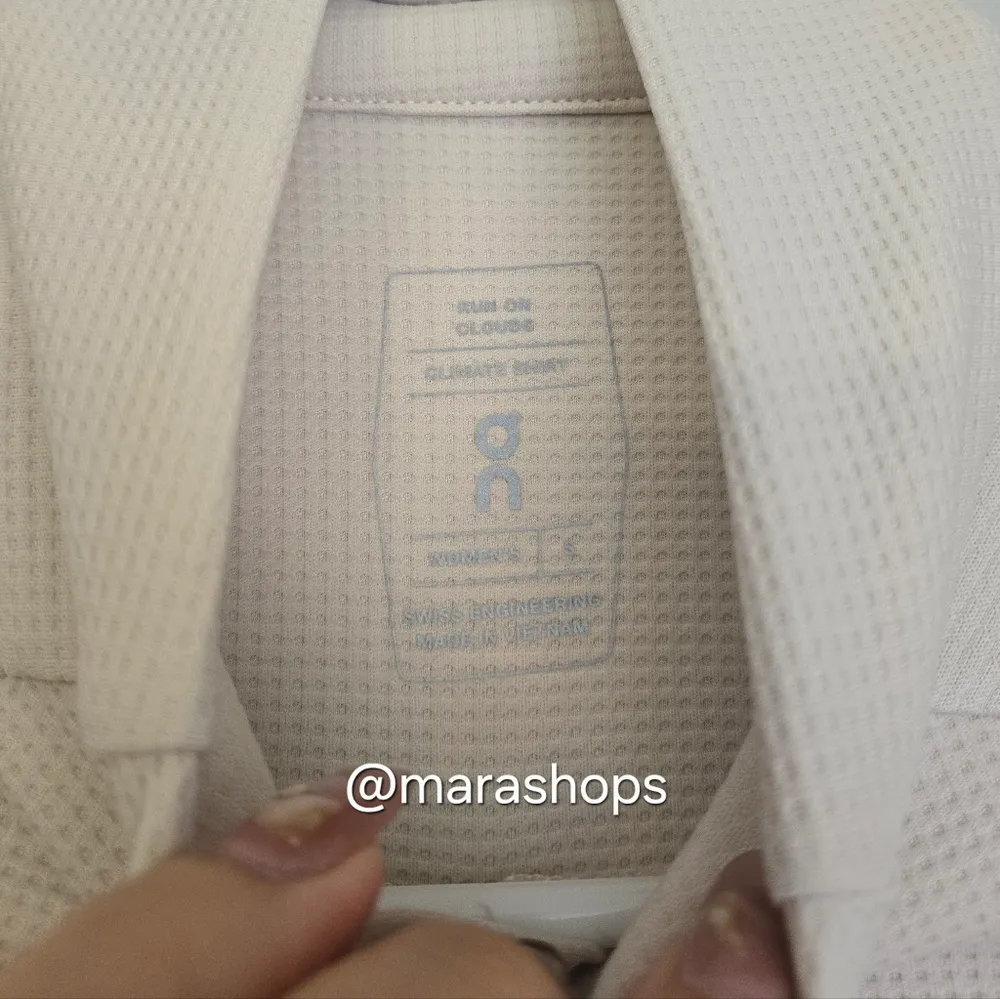 RUN ON
CLOUDS
CLIMATE SHIRT
on
WOMEN'S S
SWISS ENGINEERING
MADE IN VIETNAM
@marashops